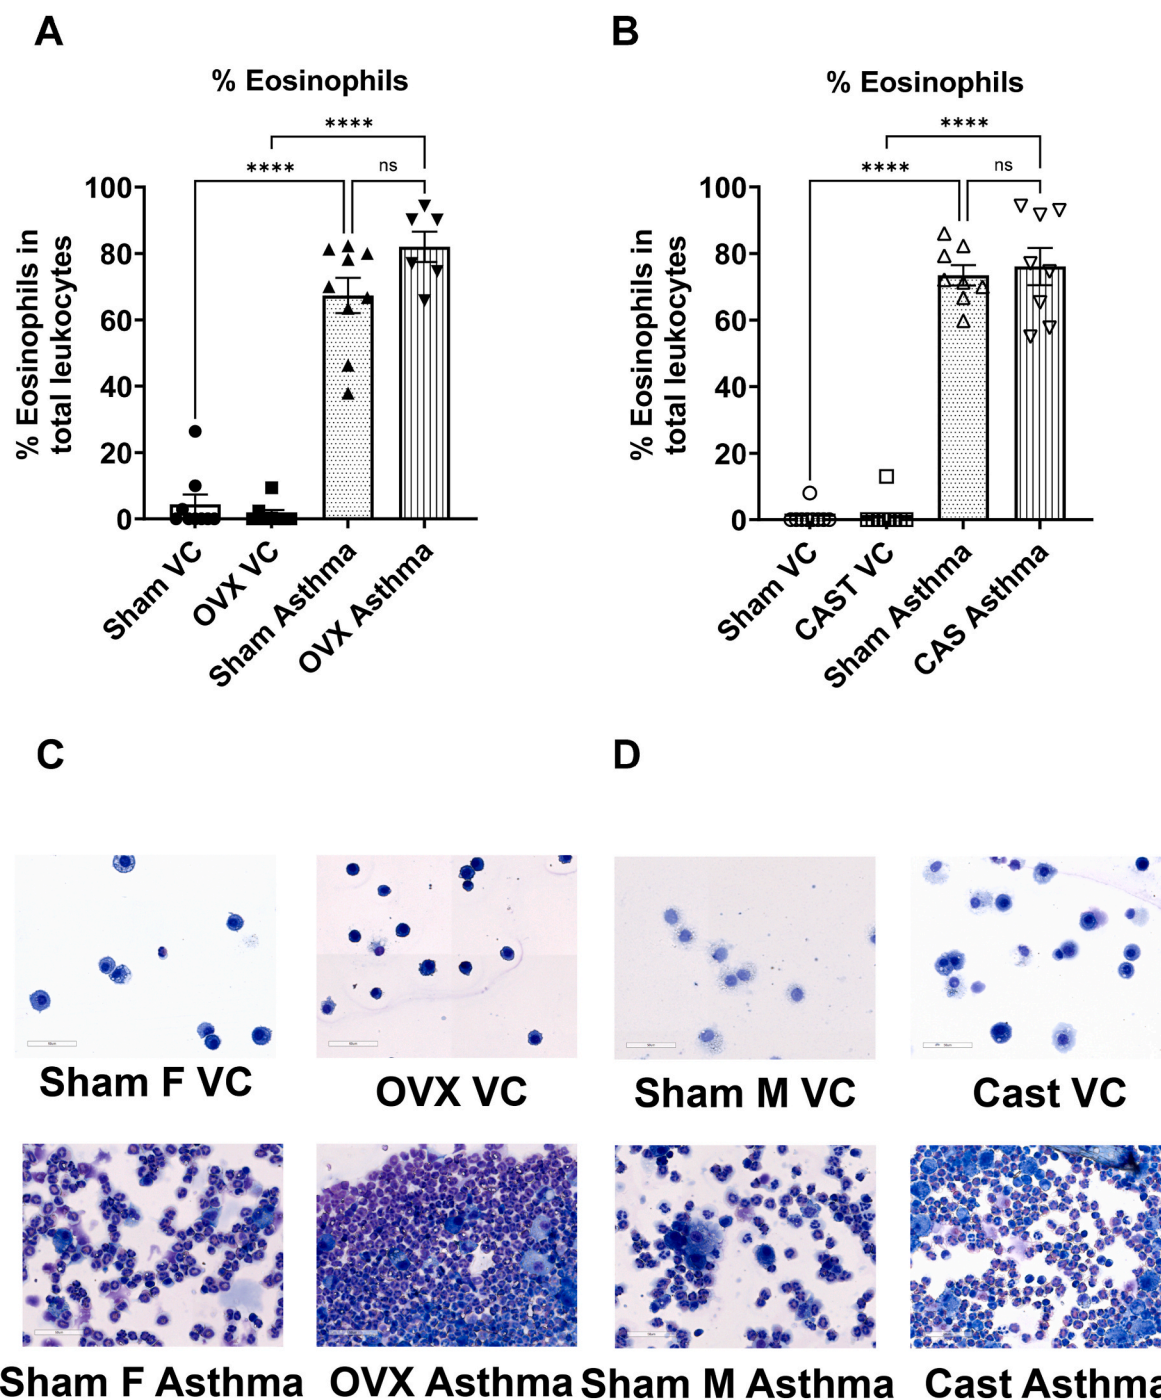 A
B
% Eosinophils
% Eosinophils
****
****
****
ns
****
ns
% Eosinophils in
total leukocytes
100
80
60
40
20
0
Sham VC
OVX VC
Sham Asthma
OVX Asthma
% Eosinophils in
total leukocytes
100
80
60
40
20
0
Sham VC
CAST VC
Sham Asthma
CAS Asthma
C
D
Sham F VC
OVX VC
Sham M VC
Cast VC
Sham F Asthma
OVX Asthma
Sham M Asthma
Cast Asthma